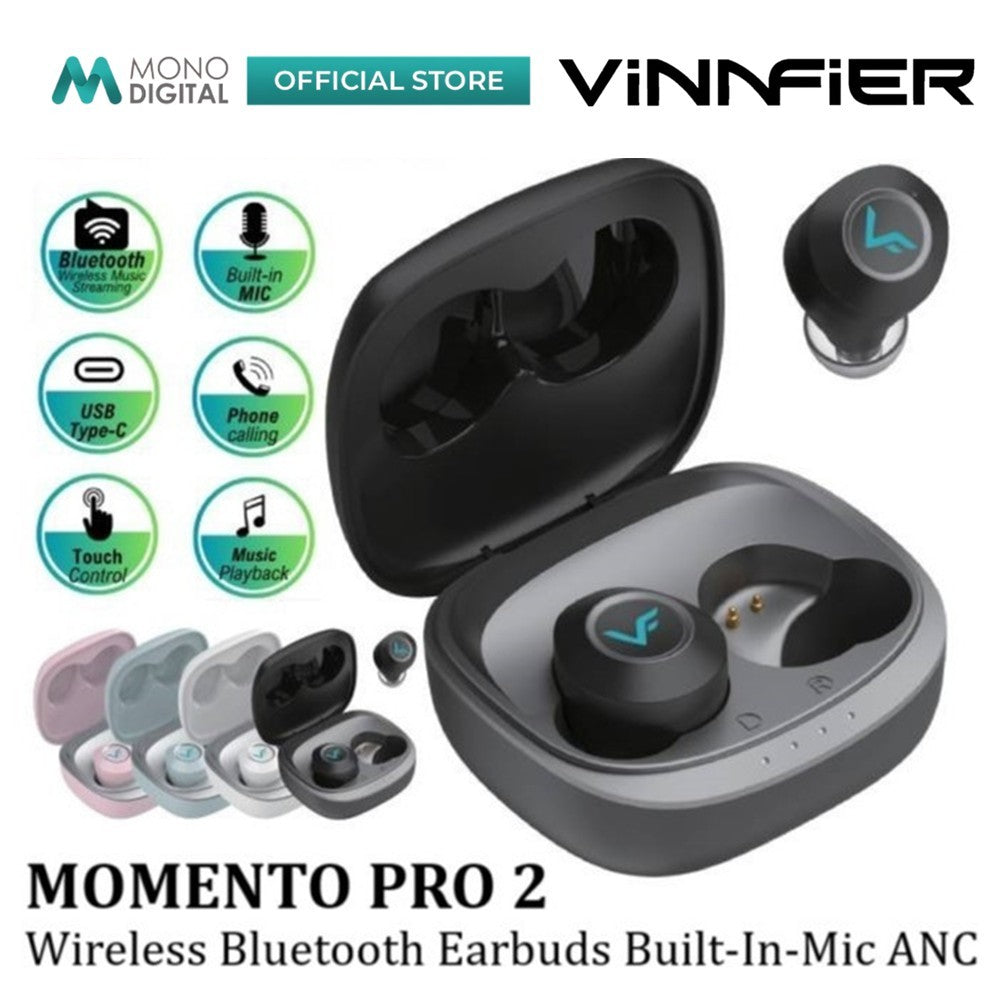 MONO
DIGITAL
OFFICIAL STORE
ViNNFiER
Bluetooth
Wireless Music
Streaming
Built-in
MIC
USB
Type-C
Phone
calling
Touch
Control
Music
Playback
R
MOMENTO PRO 2
Wireless Bluetooth Earbuds Built-In-Mic ANC